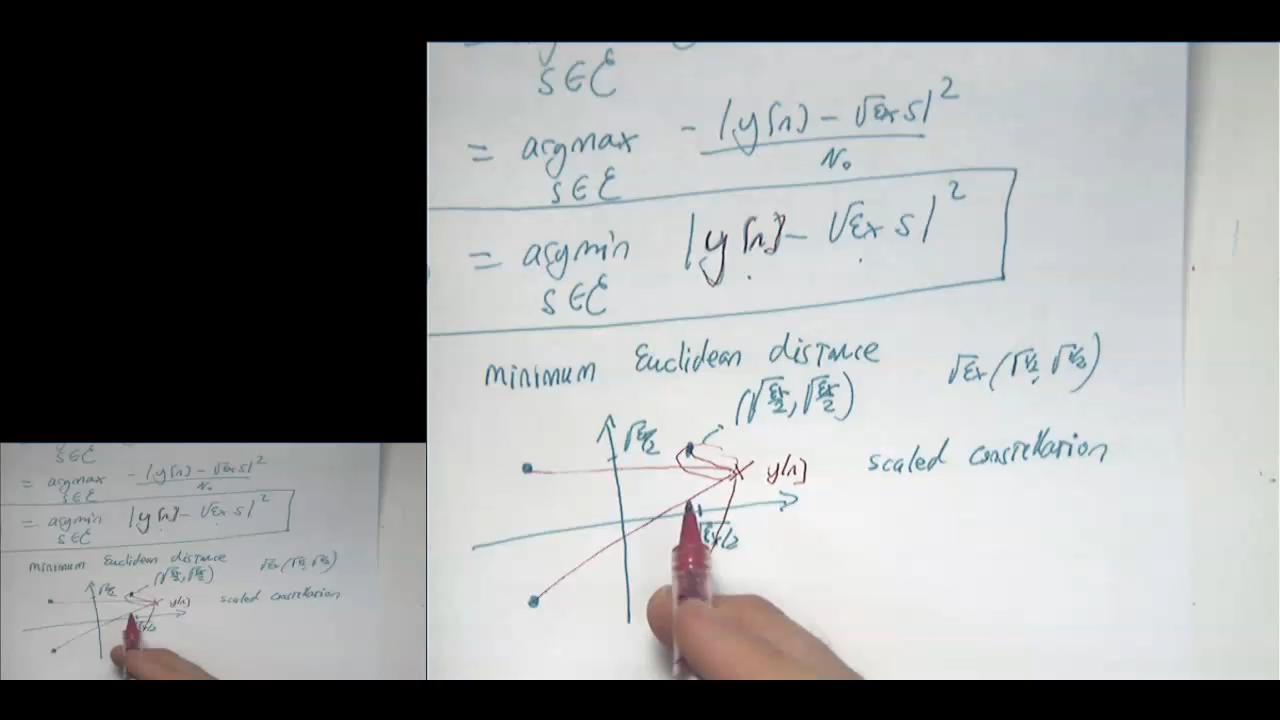 s∈C
= argmax - |y[n] - √Ex s|²
s∈C N₀
= argmin |y[n] - √Ex s|²
s∈C
minimum Euclidean distance √Ex (√1/2, √1/2)
(√Ex/2, √Ex/2)
√Ex/2
y[n] scaled constellation
√Ex/2